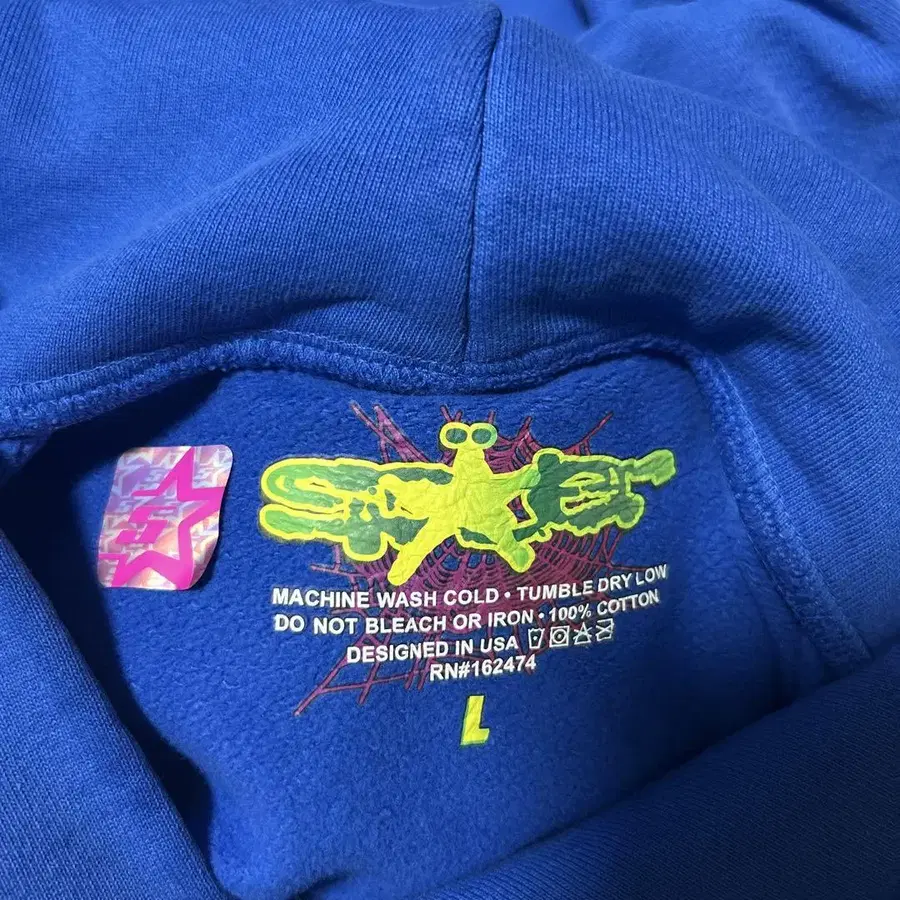 MACHINE WASH COLD • TUMBLE DRY LOW
DO NOT BLEACH OR IRON • 100% COTTON
DESIGNED IN USA
RN#162474
L